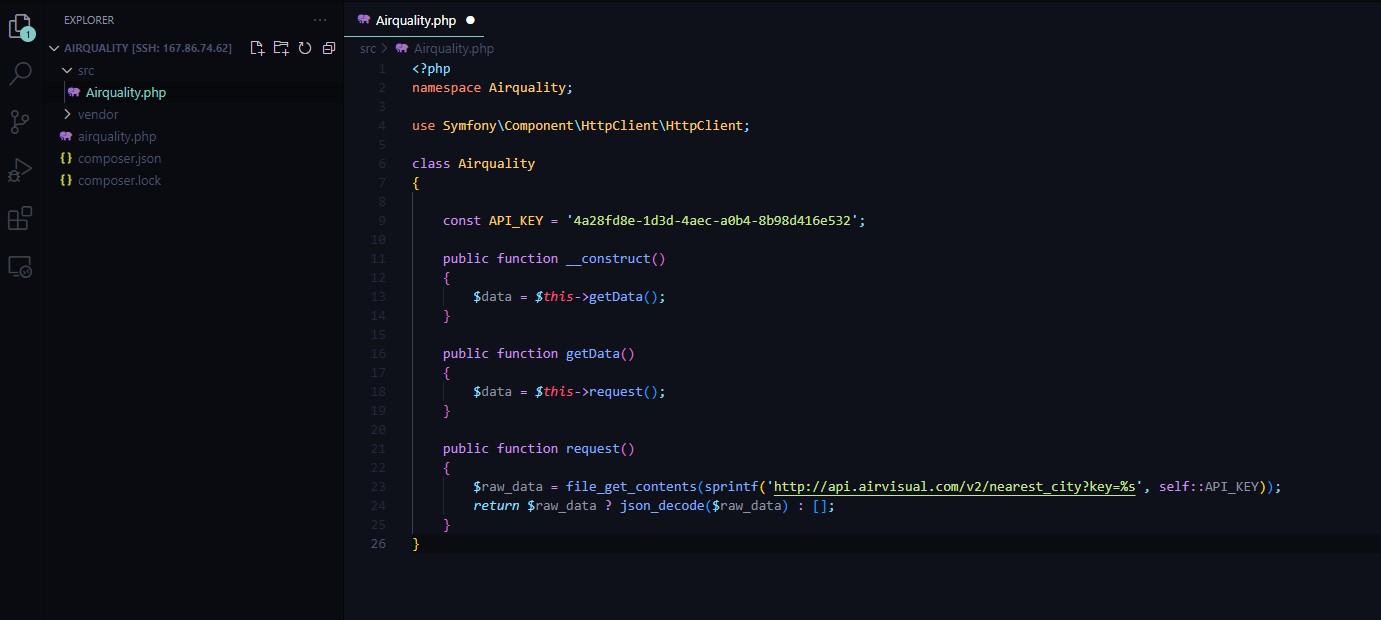 EXPLORER
AIRQUALITY [SSH: 167.86.74.62]
src
Airquality.php
vendor
airquality.php
composer.json
composer.lock
1
Airquality.php
src > Airquality.php
1 <?php
2 namespace Airquality;
3
4 use Symfony\Component\HttpClient\HttpClient;
5
6 class Airquality
7 {
8
9 const API_KEY = '4a28fd8e-1d3d-4aec-a0b4-8b98d416e532';
10
11 public function __construct()
12 {
13 $data = $this->getData();
14 }
15
16 public function getData()
17 {
18 $data = $this->request();
19 }
20
21 public function request()
22 {
23 $raw_data = file_get_contents(sprintf('http://api.airvisual.com/v2/nearest_city?key=%s', self::API_KEY));
24 return $raw_data ? json_decode($raw_data) : [];
25 }
26 }